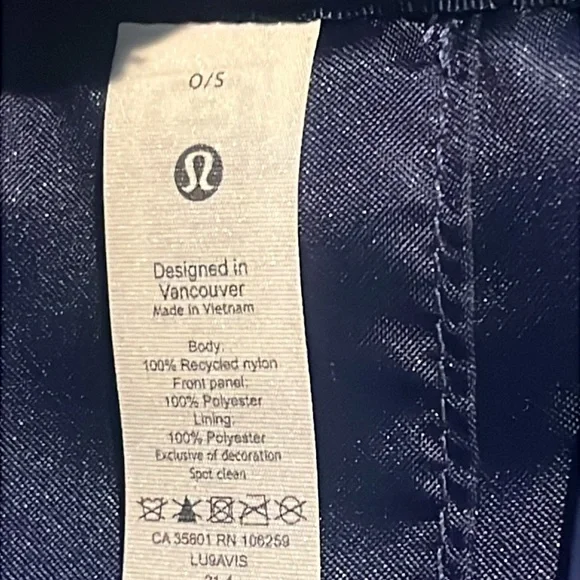 O/S
Designed in
Vancouver
Made in Vietnam
Body:
100% Recycled nylon
Front panel:
100% Polyester
Lining:
100% Polyester
Exclusive of decoration
Spot clean
CA 35801 RN 106259
LU9AVIS